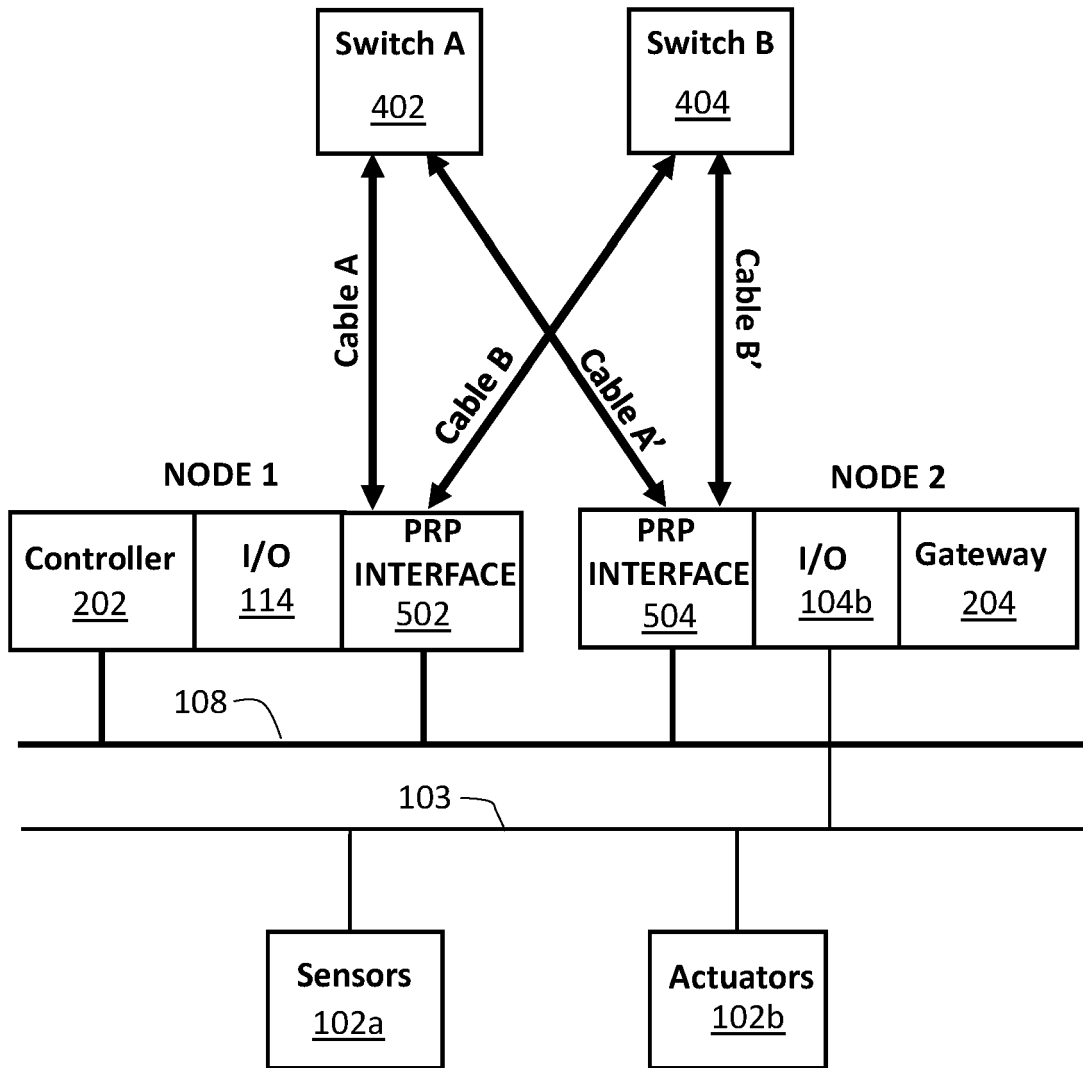 Switch A
402
Switch B
404
Cable A
Cable B
Cable A’
Cable B’
NODE 1
NODE 2
Controller
202
I/O
114
PRP
INTERFACE
502
PRP
INTERFACE
504
I/O
104b
Gateway
204
108
103
Sensors
102a
Actuators
102b